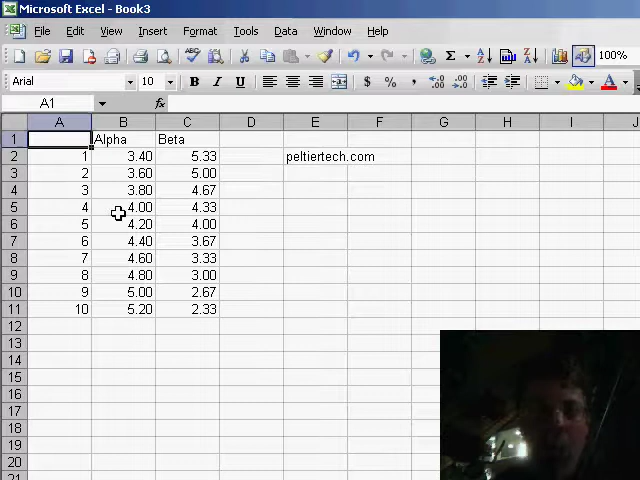 Microsoft Excel - Book3
File Edit View Insert Format Tools Data Window Help
Σ 100%
Arial 10 B I U $ % , A
A1 fx
A B C D E F G H I J
1 Alpha Beta
2 1 3.40 5.33 peltiertech.com
3 2 3.60 5.00
4 3 3.80 4.67
5 4 4.00 4.33
6 5 4.20 4.00
7 6 4.40 3.67
8 7 4.60 3.33
9 8 4.80 3.00
10 9 5.00 2.67
11 10 5.20 2.33
12
13
14
15
16
17
18
19
20
21